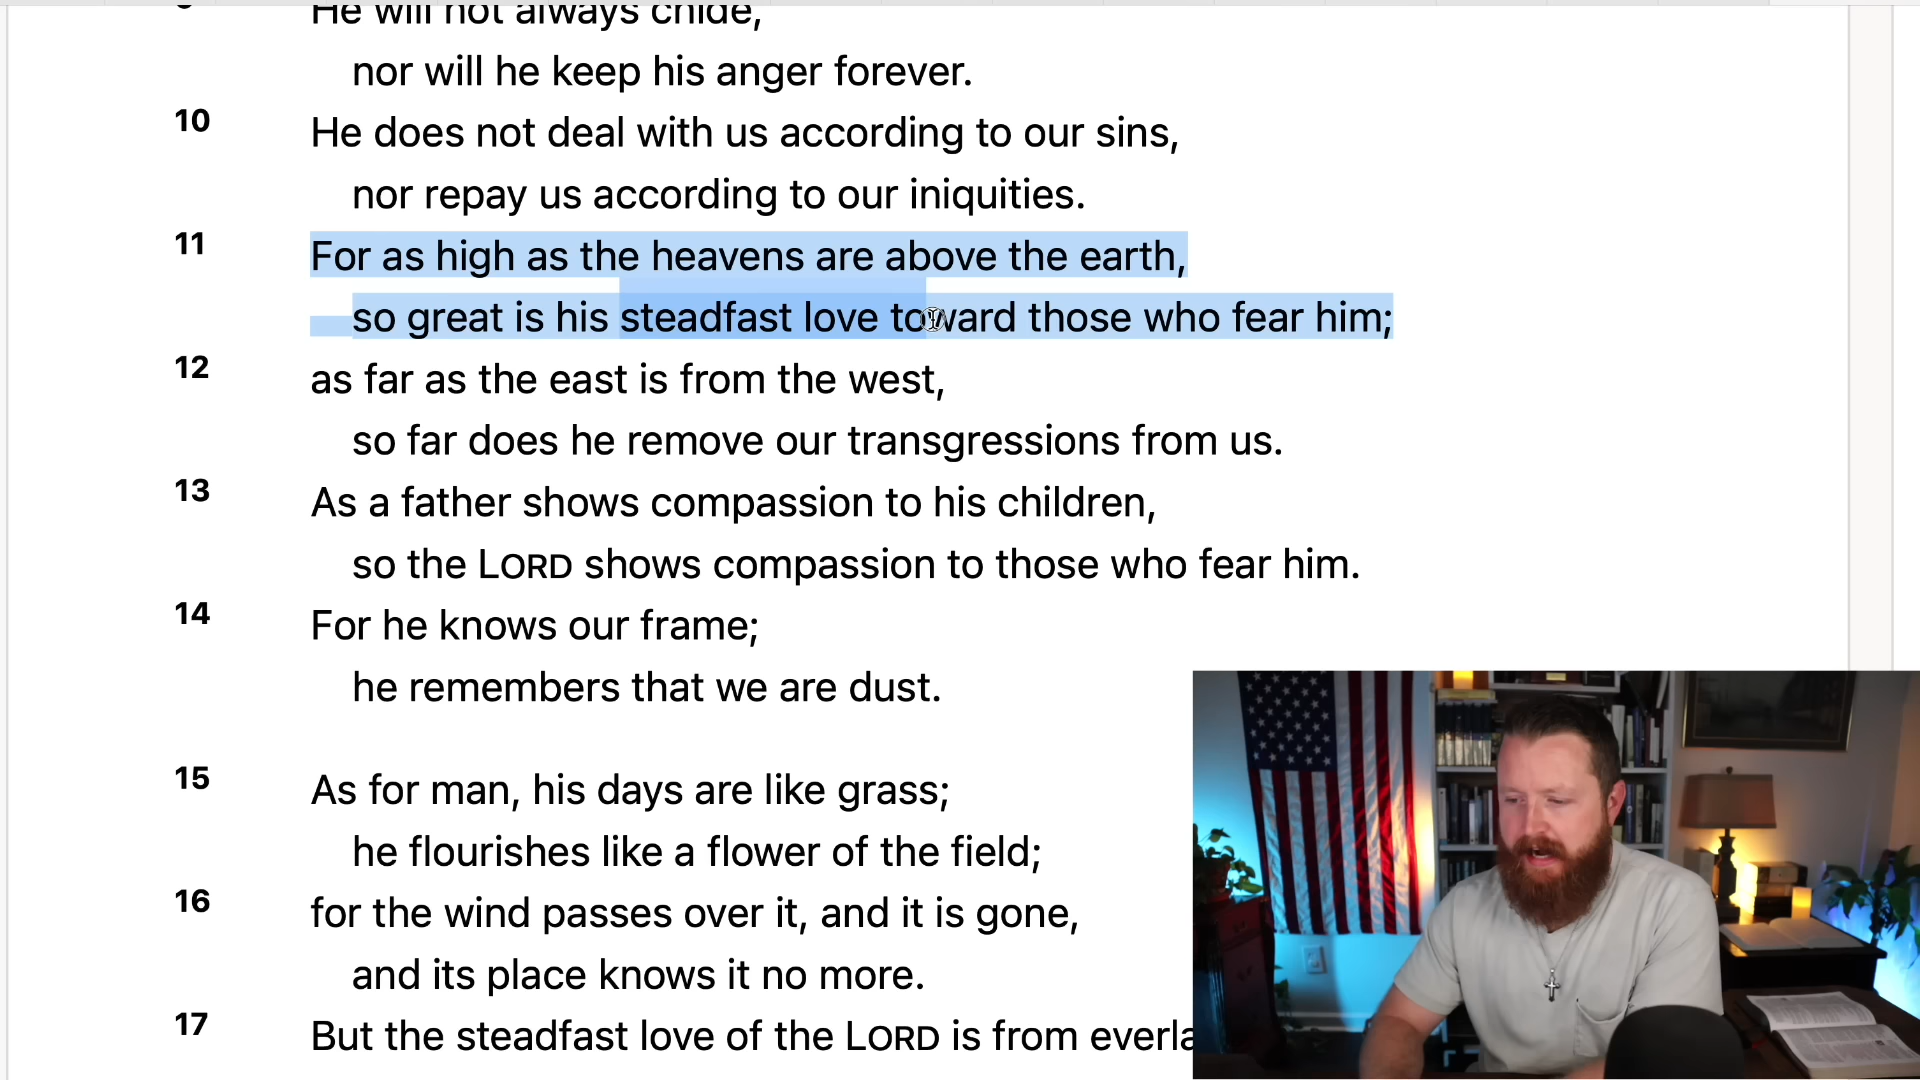 He will not always chide,
nor will he keep his anger forever.
10 He does not deal with us according to our sins,
nor repay us according to our iniquities.
11 For as high as the heavens are above the earth,
so great is his steadfast love toward those who fear him;
12 as far as the east is from the west,
so far does he remove our transgressions from us.
13 As a father shows compassion to his children,
so the LORD shows compassion to those who fear him.
14 For he knows our frame;
he remembers that we are dust.
15 As for man, his days are like grass;
he flourishes like a flower of the field;
16 for the wind passes over it, and it is gone,
and its place knows it no more.
17 But the steadfast love of the LORD is from everla